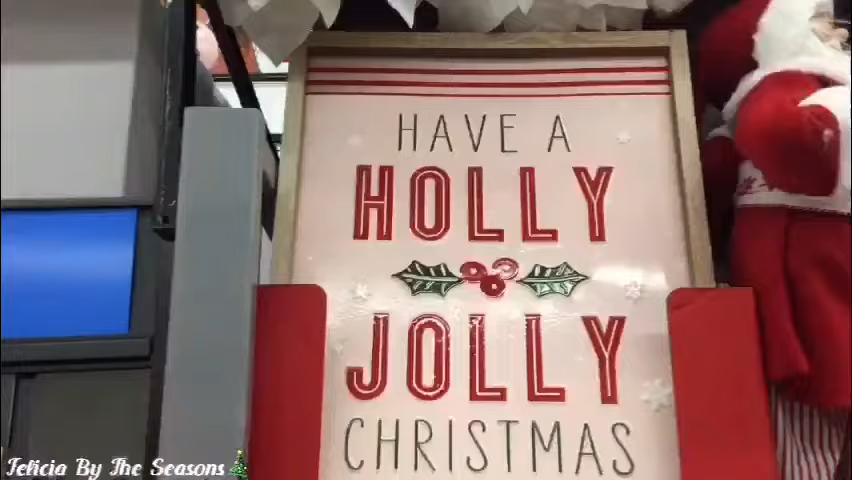 HAVE A
HOLLY
JOLLY
CHRISTMAS
Felicia By The Seasons